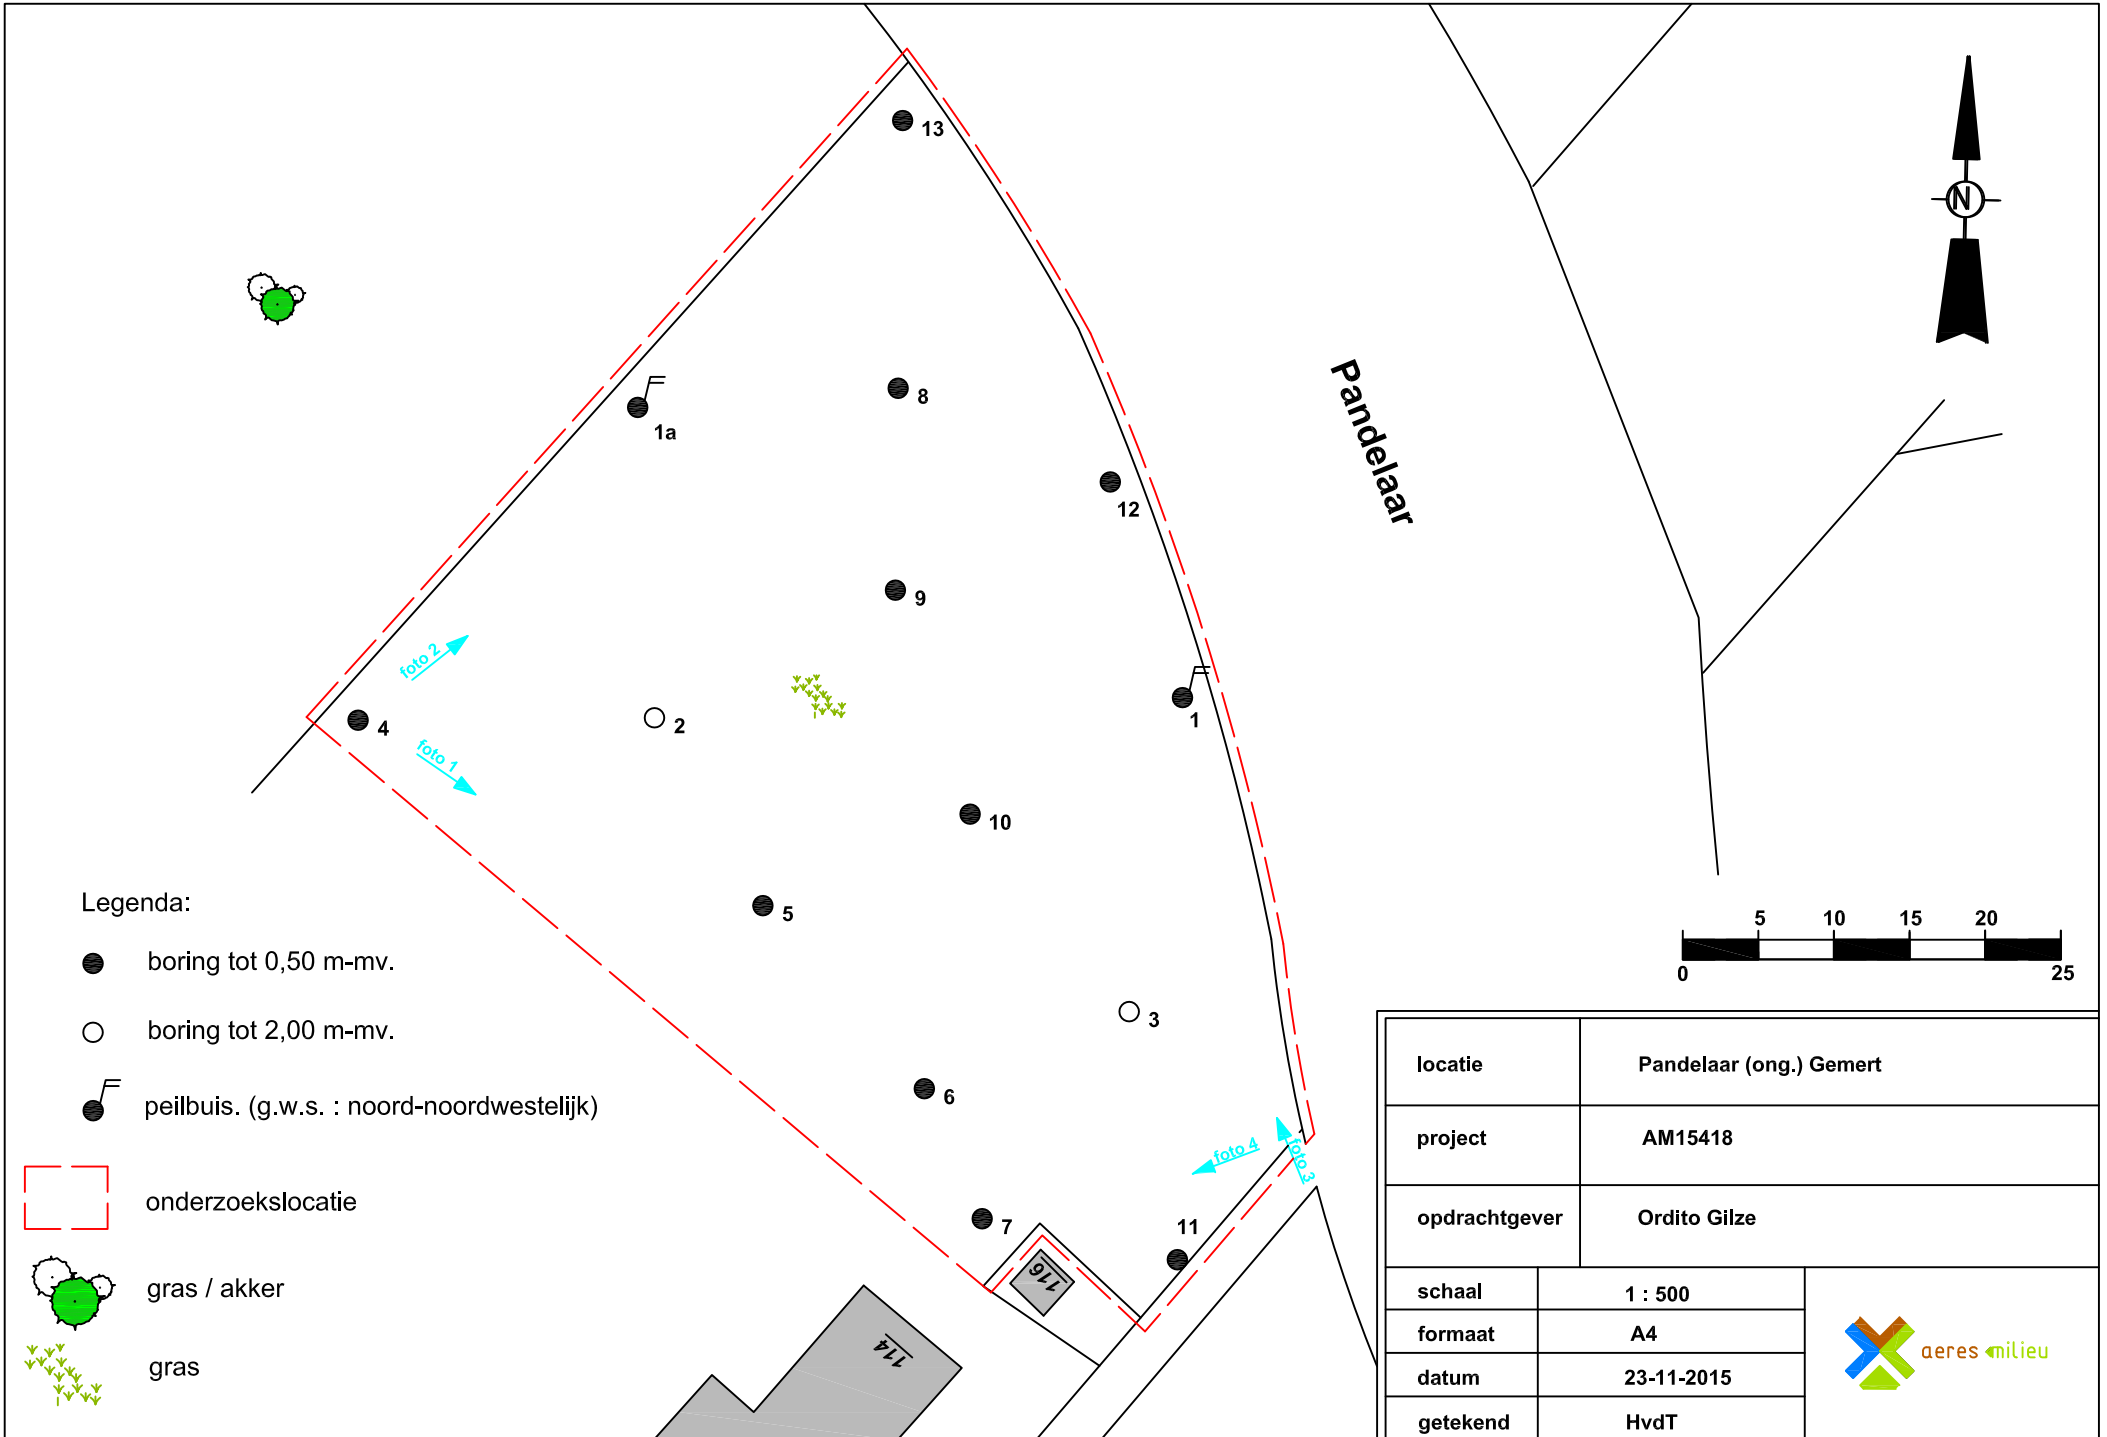 13
N
8
1a
Pandelaar
12
9
foto 2
4
2
1
foto 1
10
5
3
6
foto 4
foto 3
7
11
116
114
Legenda:
boring tot 0,50 m-mv.
boring tot 2,00 m-mv.
peilbuis. (g.w.s. : noord-noordwestelijk)
onderzoekslocatie
gras / akker
gras
5 10 15 20
0 25
locatie Pandelaar (ong.) Gemert
project AM15418
opdrachtgever Ordito Gilze
schaal 1 : 500
formaat A4
datum 23-11-2015
getekend HvdT
aeres milieu